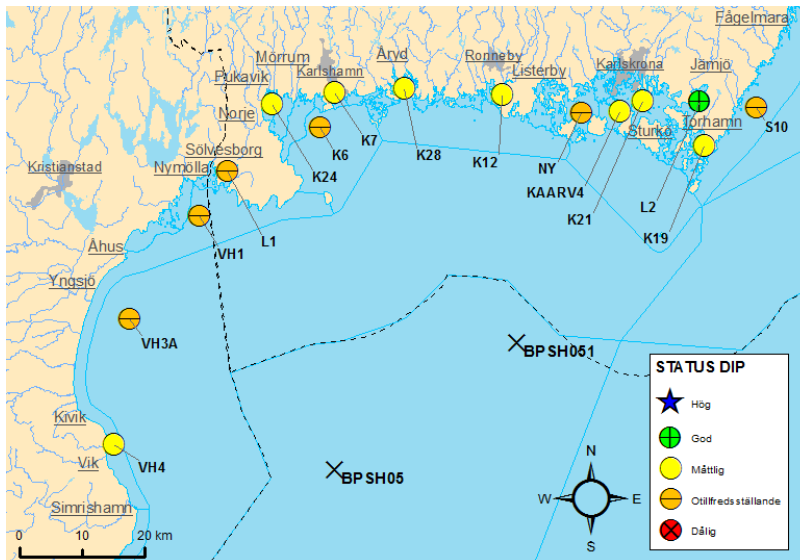 Fågelmara
Mörrum
Åryd
Ronneby
Karlskrona
Jämjö
Karlshamn
Listerby
Pukavik
Norje
K7
K6
K28
K12
NY
Sturkö
Torhamn
S10
K24
Sölvesborg
Nymölla
Kristianstad
KAARV4
K21
L2
K19
L1
VH1
Åhus
Yngsjö
VH3A
BPSH051
STATUS DIP
Hög
God
Måttlig
Otillfredsställande
Dålig
Kivik
Vik
VH4
BPSH05
Simrishamn
N
W
E
S
0 10 20 km